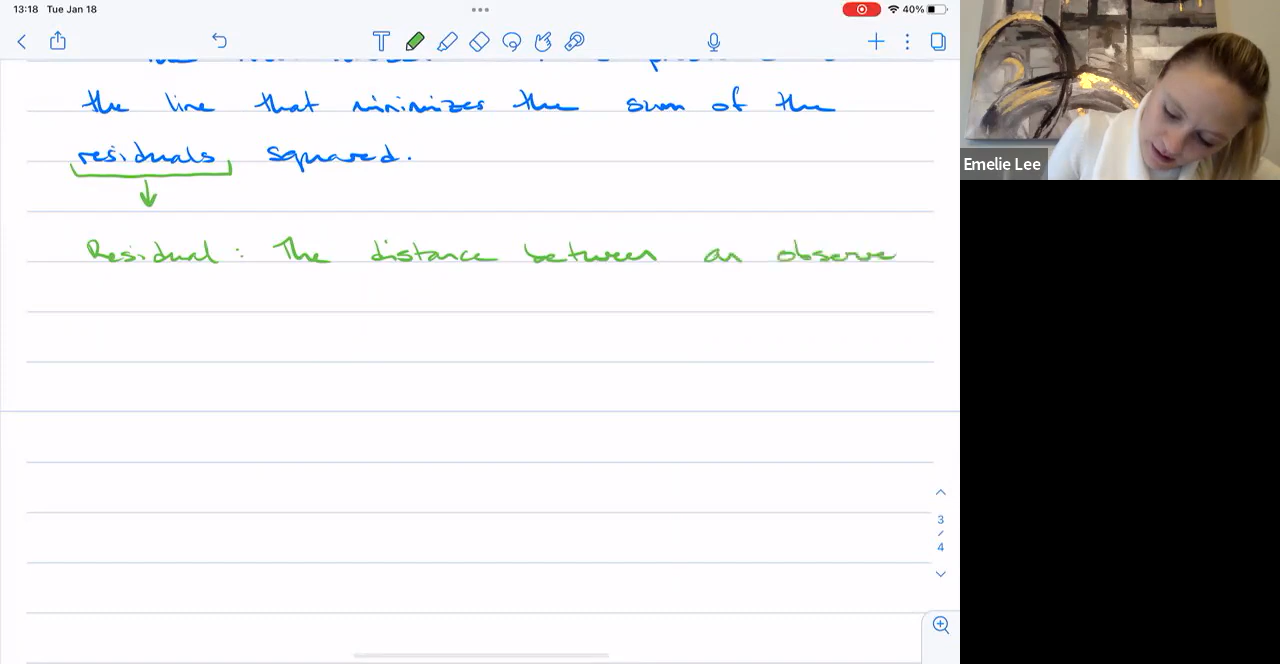 13:18 Tue Jan 18
40%
the line that minimizes the sum of the
residuals squared.
Residual: The distance between an observe
3
4
Emelie Lee